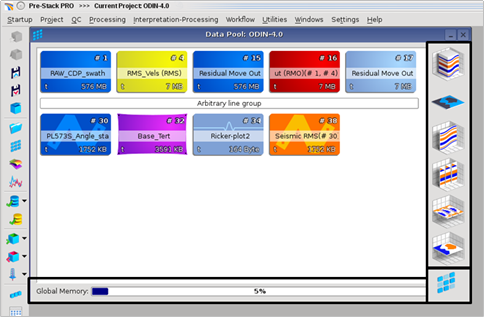 Pre-Stack PRO >>> Current Project: ODIN-4.0
Startup Project QC Processing Interpretation-Processing Workflow Utilities Windows Settings Help
Data Pool: ODIN-4.0
# 1 # 4 # 15 # 16 # 17
RAW_CDP_swath RMS_Vels (RMS) Residual Move Out ut (RMO)(# 1, # 4) Residual Move Out
t 576 MB t 7 MB t 576 MB t 7 MB t 7 MB
Arbitrary line group
# 30 # 32 # 34 # 38
PL573S_Angle_sta Base_Tert Ricker-plot2 Seismic RMS(# 30
t 1752 KB t 3591 KB t 164 Byte t KB
Global Memory: 5%